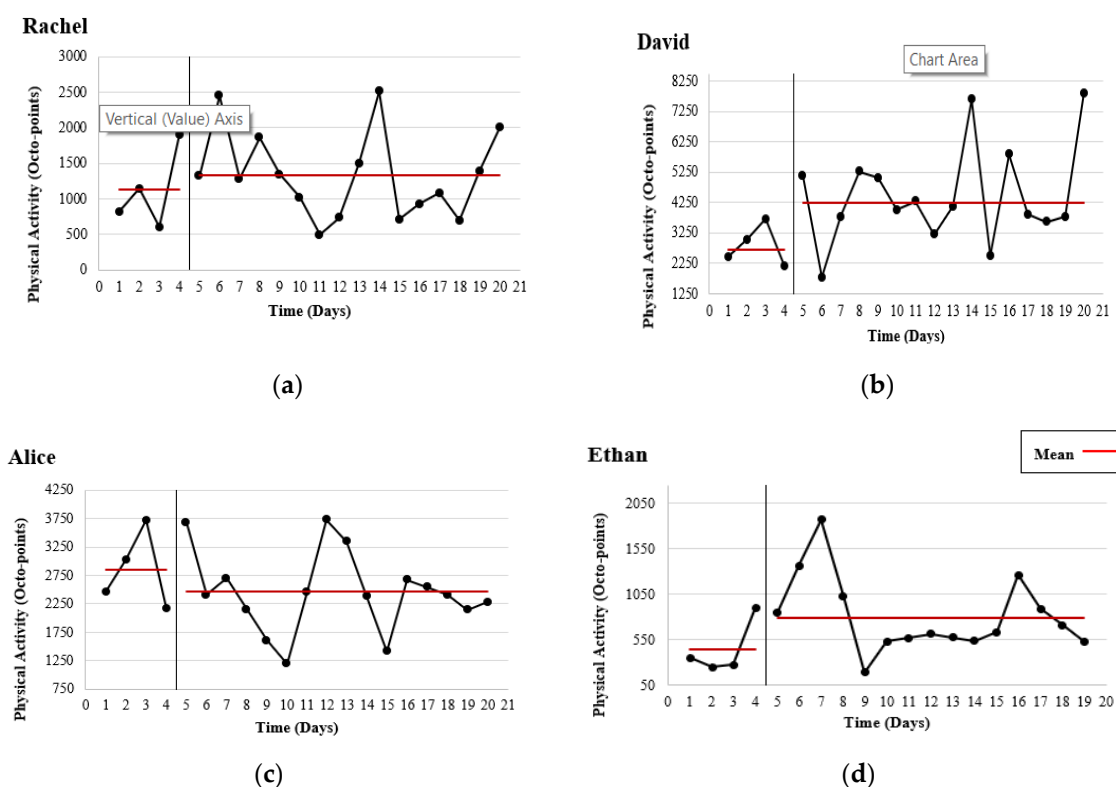 Rachel
Physical Activity (Octo-points)
3000
2500
2000
1500
1000
500
0
Vertical (Value) Axis
0 1 2 3 4 5 6 7 8 9 10 11 12 13 14 15 16 17 18 19 20 21
Time (Days)
(a)
David
Chart Area
Physical Activity (Octo-points)
8250
7250
6250
5250
4250
3250
2250
1250
0 1 2 3 4 5 6 7 8 9 10 11 12 13 14 15 16 17 18 19 20 21
Time (Days)
(b)
Alice
Physical Activity (Octo-points)
4250
3750
3250
2750
2250
1750
1250
750
0 1 2 3 4 5 6 7 8 9 10 11 12 13 14 15 16 17 18 19 20 21
Time (Days)
(c)
Ethan
Mean
Physical Activity (Octo-points)
2050
1550
1050
550
50
0 1 2 3 4 5 6 7 8 9 10 11 12 13 14 15 16 17 18 19 20
Time (Days)
(d)